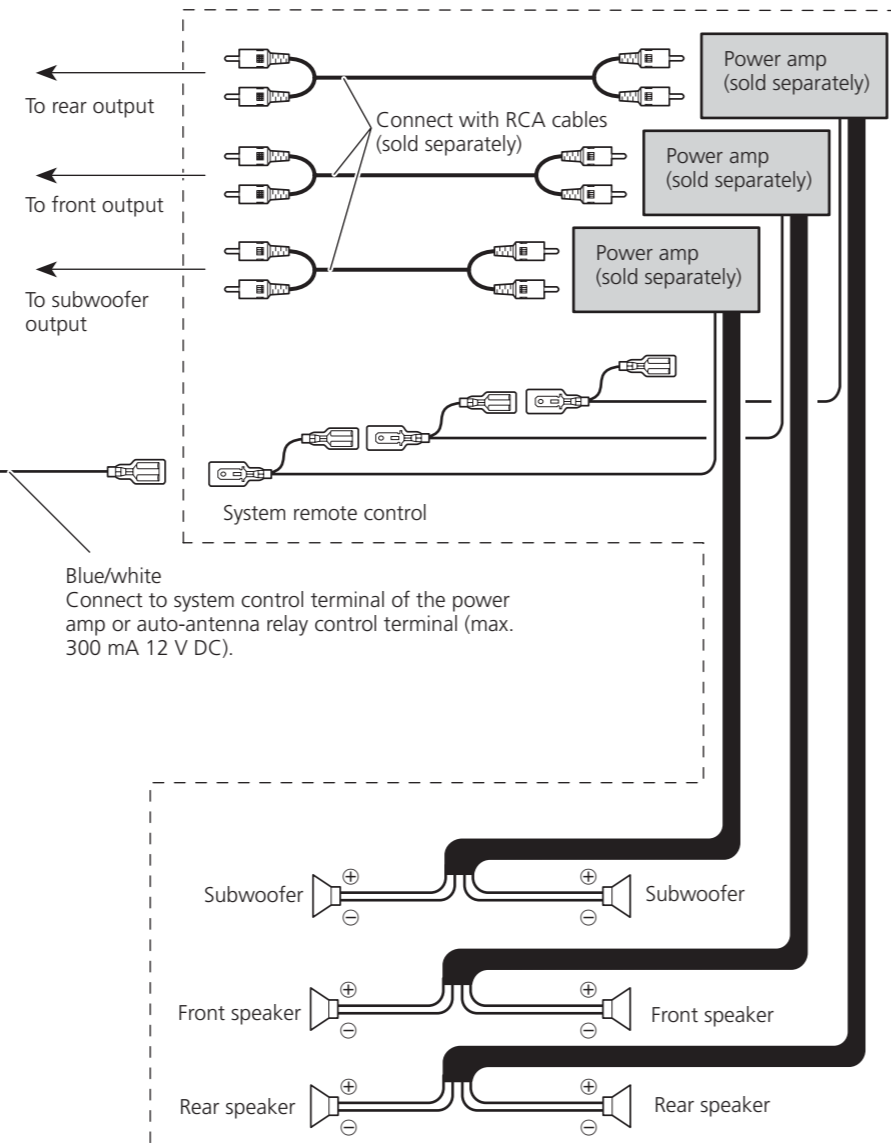 Power amp
(sold separately)
To rear output
Connect with RCA cables
(sold separately)
Power amp
(sold separately)
To front output
Power amp
(sold separately)
To subwoofer
output
System remote control
Blue/white
Connect to system control terminal of the power
amp or auto-antenna relay control terminal (max.
300 mA 12 V DC).
⊕ ⊕
Subwoofer Subwoofer
⊖ ⊖
⊕ ⊕
Front speaker Front speaker
⊖ ⊖
⊕ ⊕
Rear speaker Rear speaker
⊖ ⊖